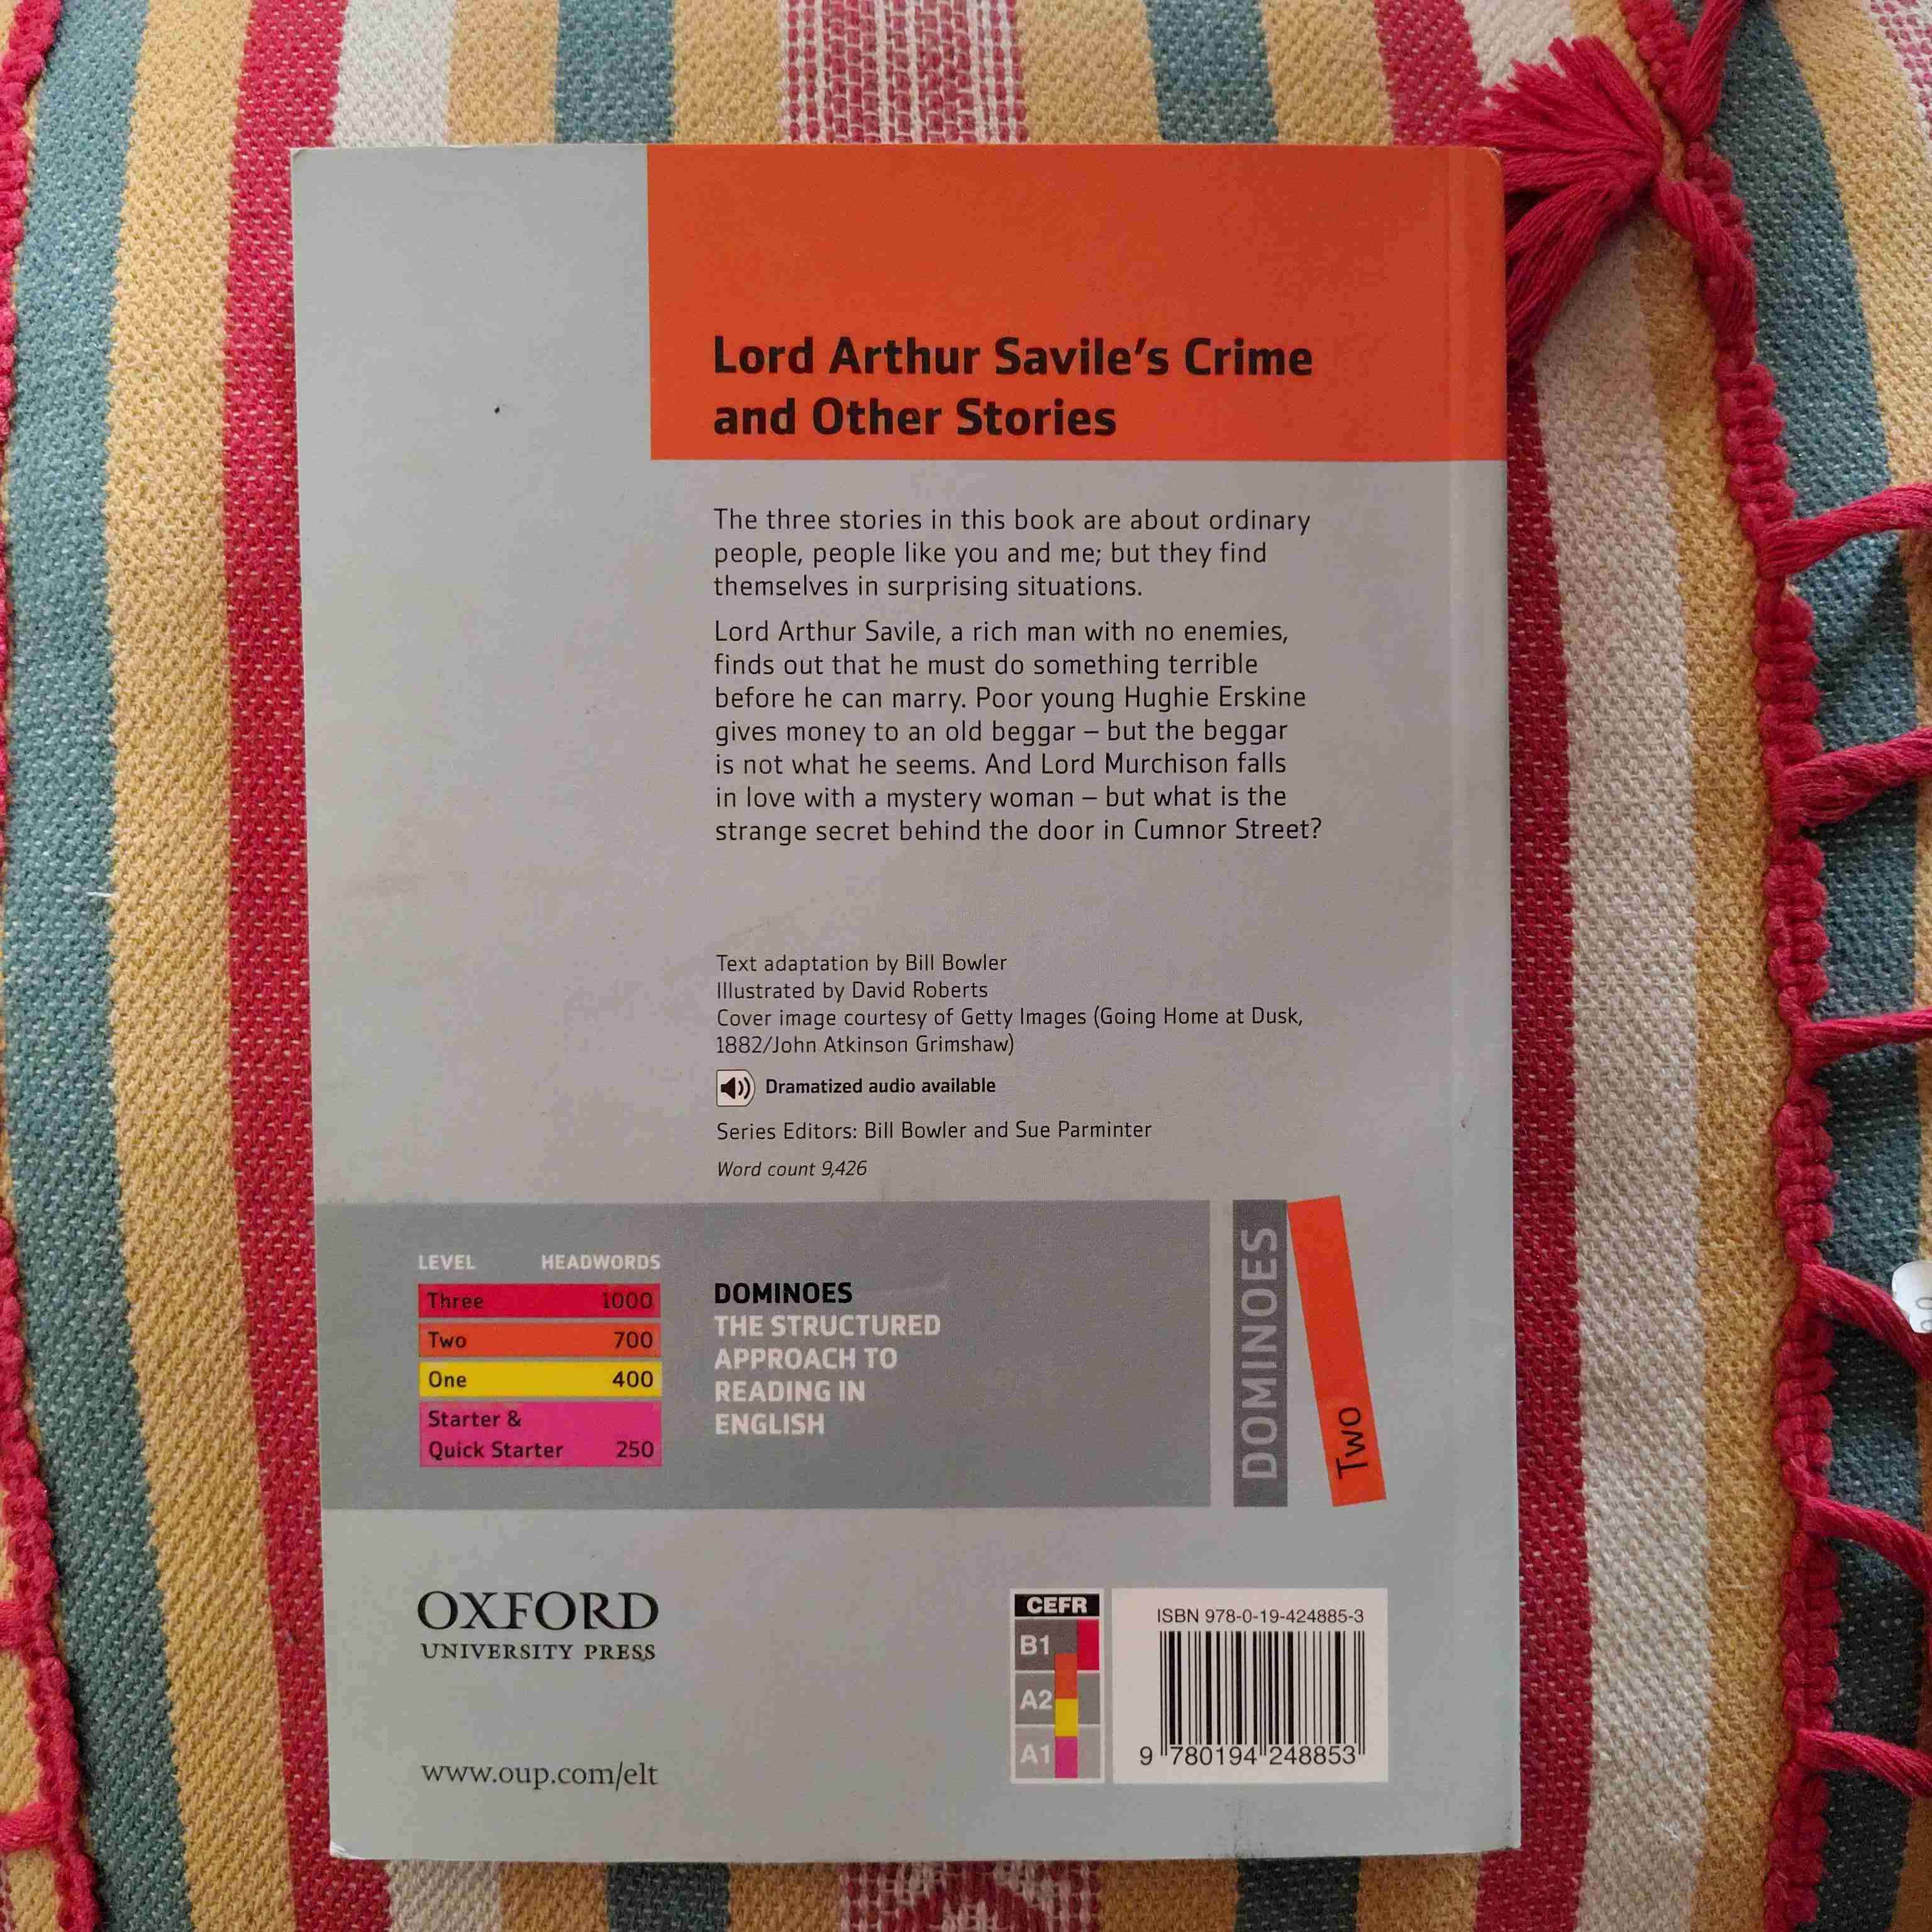 Lord Arthur Savile's Crime
and Other Stories
The three stories in this book are about ordinary
people, people like you and me; but they find
themselves in surprising situations.
Lord Arthur Savile, a rich man with no enemies,
finds out that he must do something terrible
before he can marry. Poor young Hughie Erskine
gives money to an old beggar – but the beggar
is not what he seems. And Lord Murchison falls
in love with a mystery woman – but what is the
strange secret behind the door in Cumnor Street?
Text adaptation by Bill Bowler
Illustrated by David Roberts
Cover image courtesy of Getty Images (Going Home at Dusk,
1882/John Atkinson Grimshaw)
Dramatized audio available
Series Editors: Bill Bowler and Sue Parminter
Word count 9,426
LEVEL HEADWORDS
Three 1000
Two 700
One 400
Starter &
Quick Starter 250
DOMINOES
THE STRUCTURED
APPROACH TO
READING IN
ENGLISH
DOMINOES
Two
OXFORD
UNIVERSITY PRESS
www.oup.com/elt
CEFR
B1
A2
A1
ISBN 978-0-19-424885-3
9 780194 248853